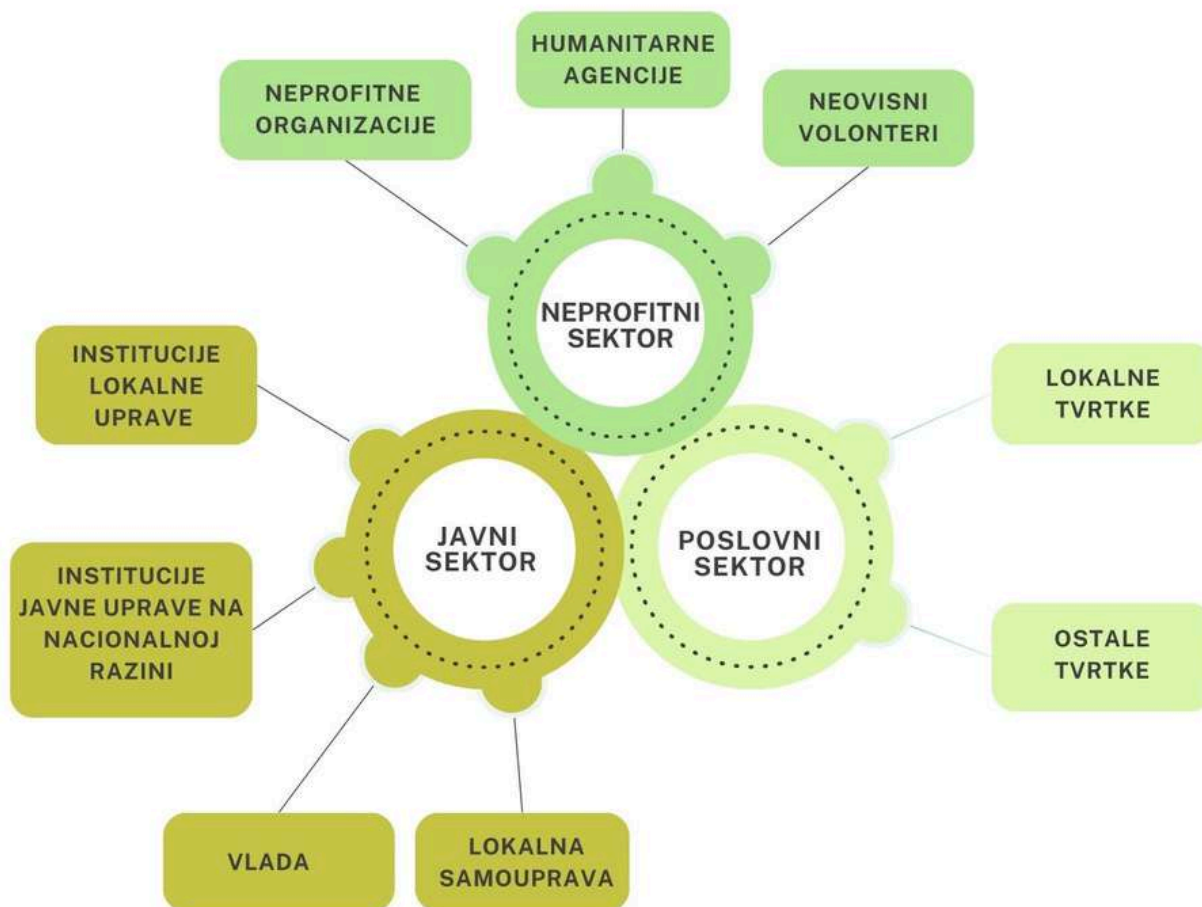 HUMANITARNE
AGENCIJE
NEPROFITNE
ORGANIZACIJE
NEOVISNI
VOLONTERI
NEPROFITNI
SEKTOR
INSTITUCIJE
LOKALNE
UPRAVE
LOKALNE
TVRTKE
JAVNI
SEKTOR
POSLOVNI
SEKTOR
INSTITUCIJE
JAVNE UPRAVE NA
NACIONALNOJ
RAZINI
OSTALE
TVRTKE
VLADA
LOKALNA
SAMOUPRAVA